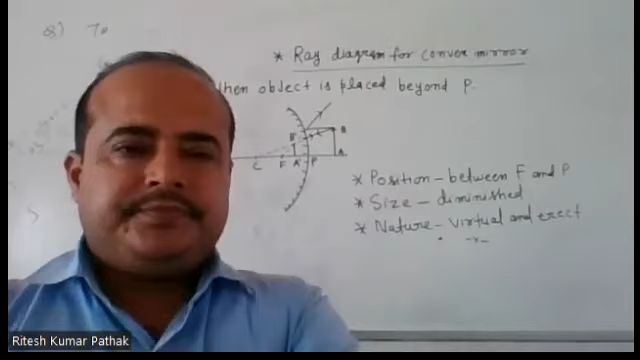 * Ray diagram for convex mirror
hen object is placed beyond P.
B' B
C F A' P A
* Position - between F and P
* Size - diminished
* Nature - virtual and erect
Ritesh Kumar Pathak